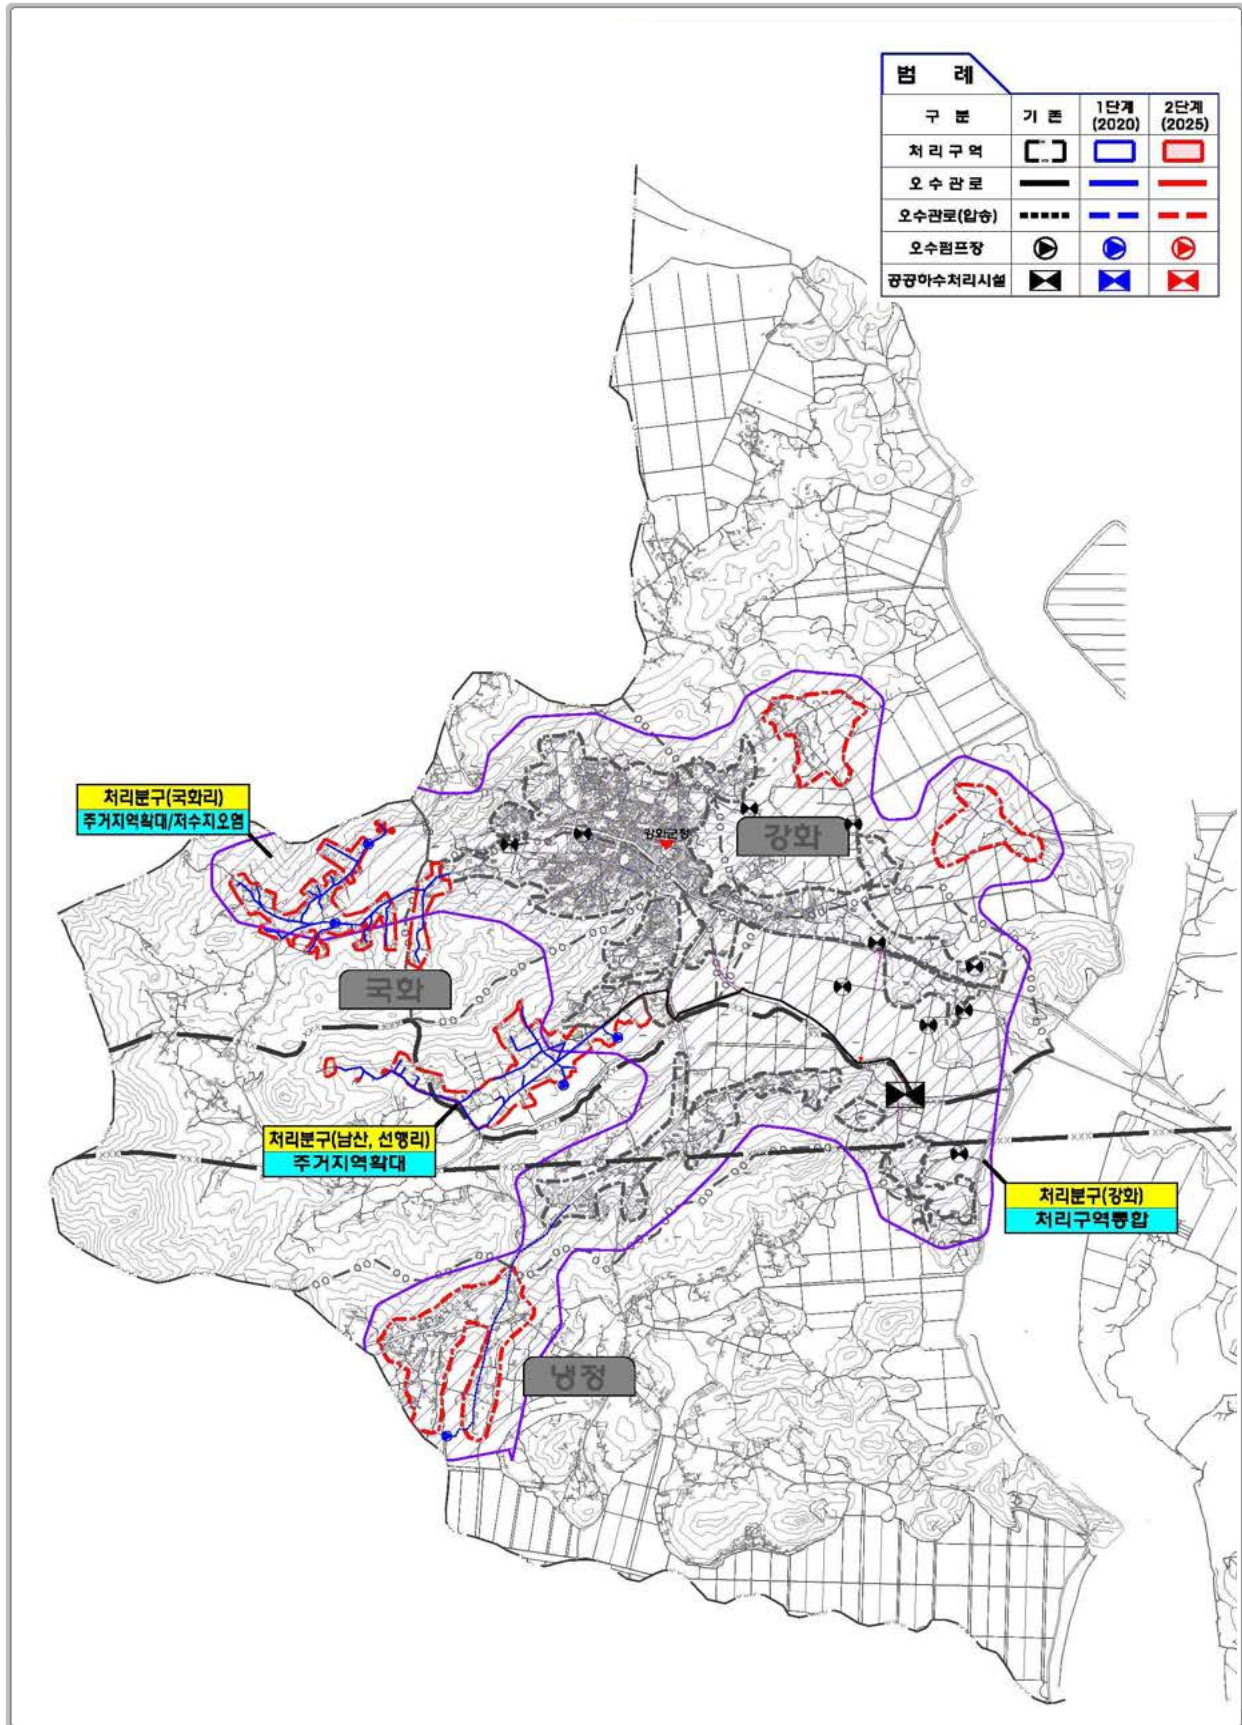 범 례
구 분 기 존 1단계 (2020) 2단계 (2025)
처리구역
오수관로
오수관로(압송)
오수펌프장
공공하수처리시설
처리분구(국화리)
주거지역확대/저수지오염
강화군청
강화
국화
처리분구(남산, 선행리)
주거지역확대
처리분구(강화)
처리구역통합
냉정